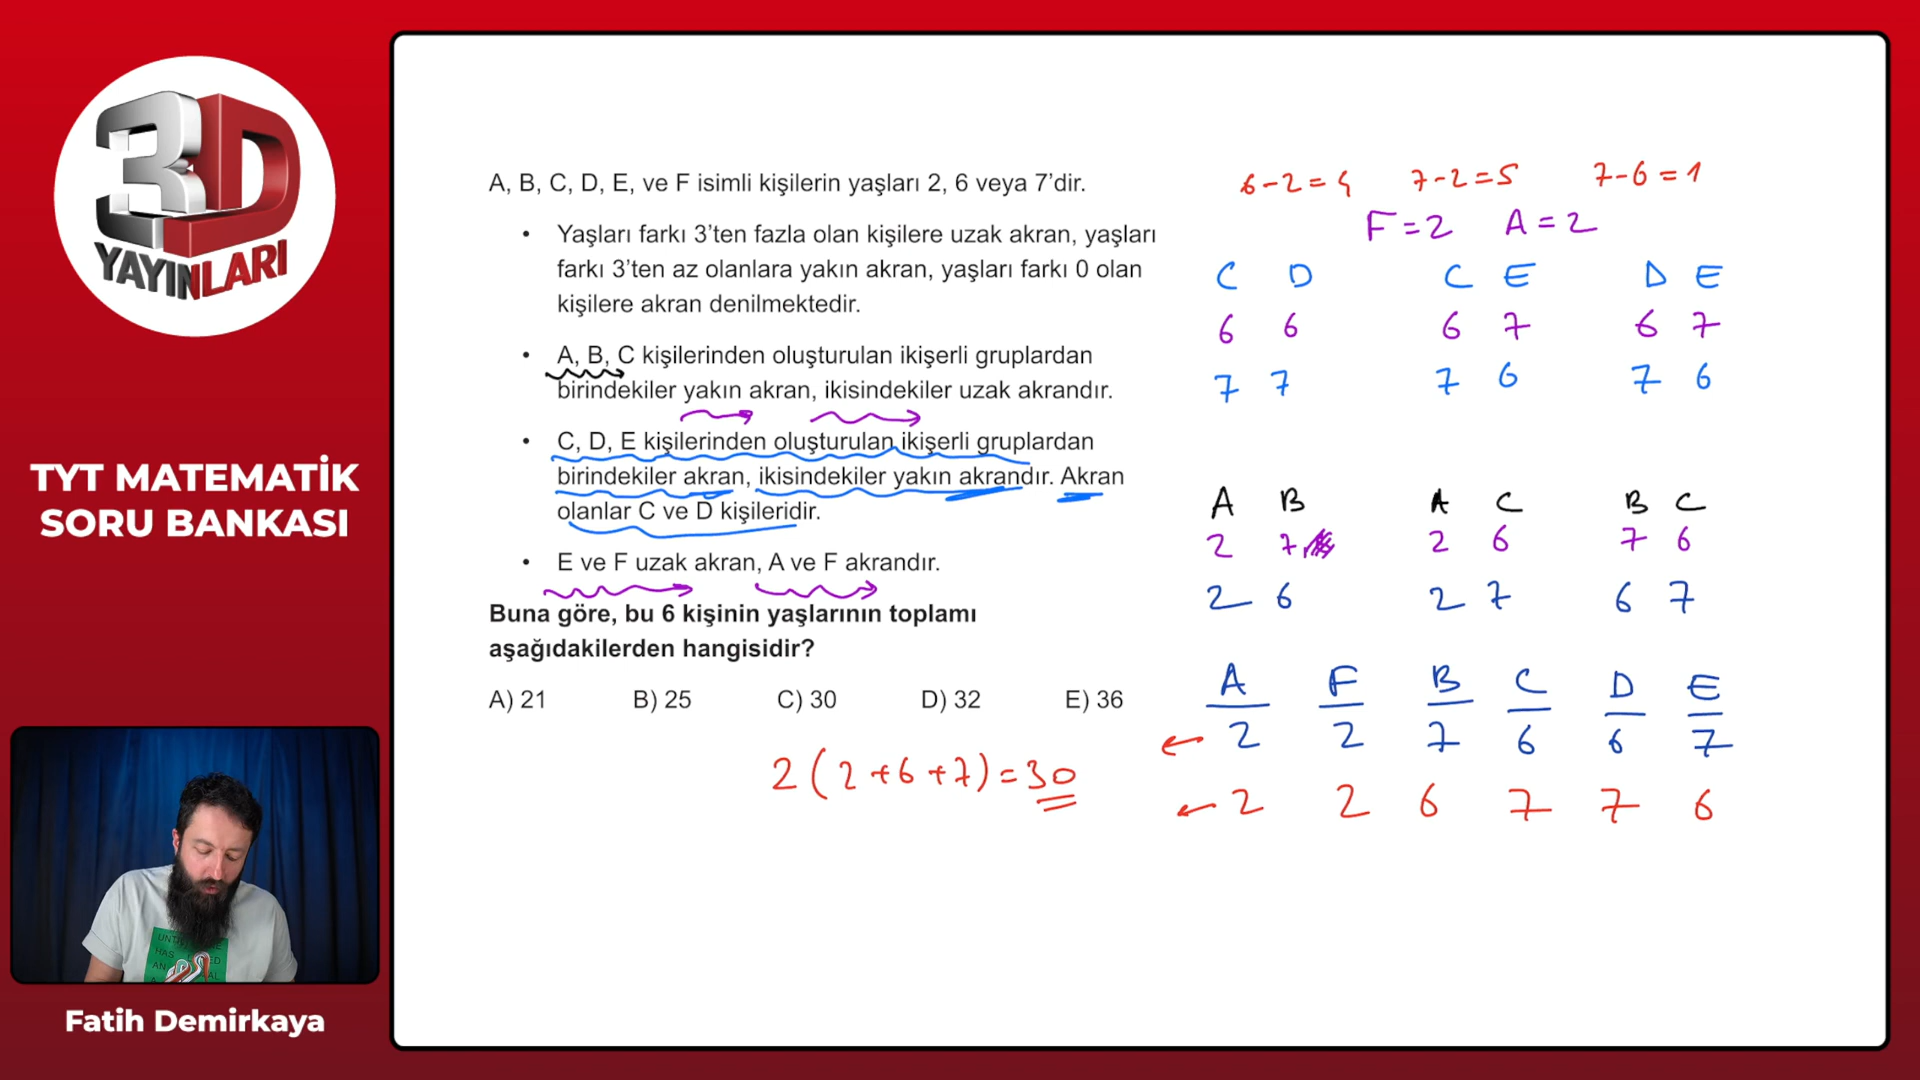 3D
YAYINLARI
TYT MATEMATİK
SORU BANKASI
UNTI
HAS ED
AN AL
Fatih Demirkaya
A, B, C, D, E, ve F isimli kişilerin yaşları 2, 6 veya 7'dir.
• Yaşları farkı 3'ten fazla olan kişilere uzak akran, yaşları
farkı 3'ten az olanlara yakın akran, yaşları farkı 0 olan
kişilere akran denilmektedir.
• A, B, C kişilerinden oluşturulan ikişerli gruplardan
birindekiler yakın akran, ikisindekiler uzak akrandır.
• C, D, E kişilerinden oluşturulan ikişerli gruplardan
birindekiler akran, ikisindekiler yakın akrandır. Akran
olanlar C ve D kişileridir.
• E ve F uzak akran, A ve F akrandır.
Buna göre, bu 6 kişinin yaşlarının toplamı
aşağıdakilerden hangisidir?
A) 21 B) 25 C) 30 D) 32 E) 36
2(2+6+7)=30
6-2=4 7-2=5 7-6=1
F=2 A=2
C D C E D E
6 6 6 7 6 7
7 7 7 6 7 6
A B A C B C
2 7 2 6 7 6
2 6 2 7 6 7
A F B C D E
← 2 2 7 6 6 7
← 2 2 6 7 7 6